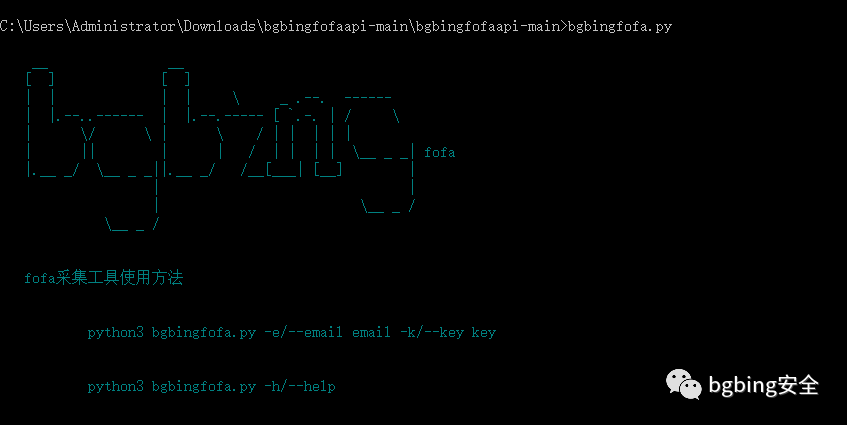 C:\Users\Administrator\Downloads\bgbingfofaapi-main\bgbingfofaapi-main>bgbingfofa.py
fofa
fofa采集工具使用方法
python3 bgbingfofa.py -e/--email email -k/--key key
python3 bgbingfofa.py -h/--help
bgbing安全